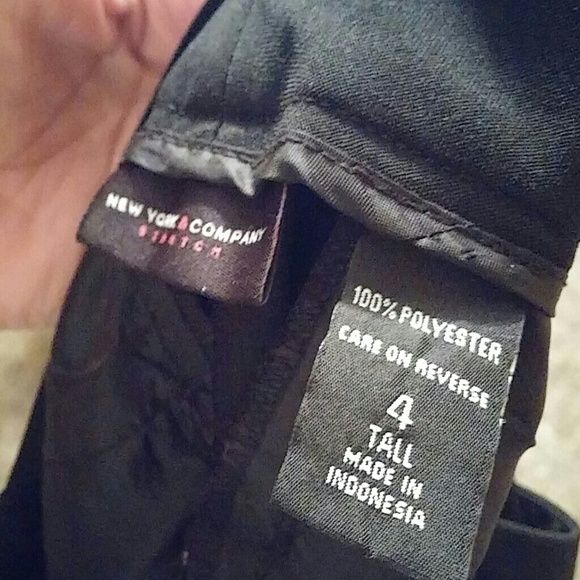 NEW YORK&COMPANY
STRETCH
100% POLYESTER
CARE ON REVERSE
4
TALL
MADE IN
INDONESIA